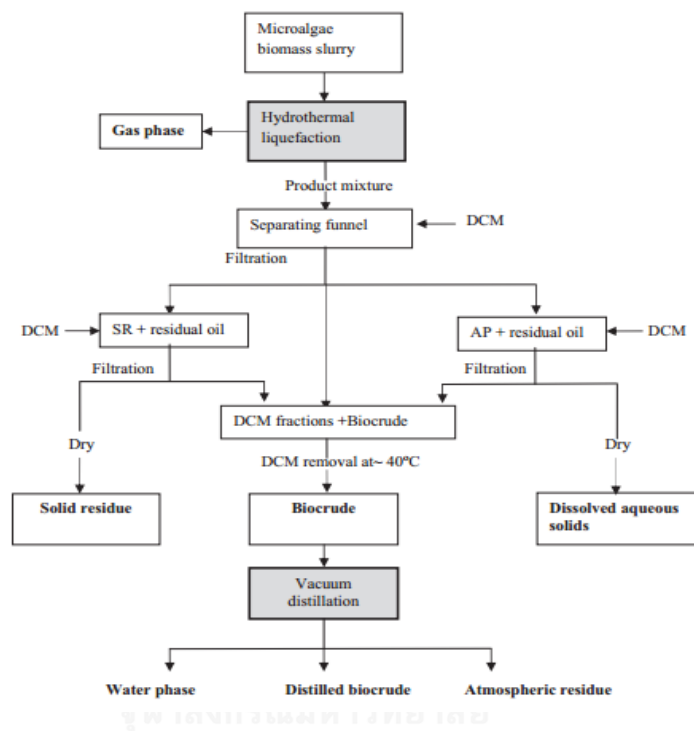 Microalgae
biomass slurry
Gas phase
Hydrothermal
liquefaction
Product mixture
Separating funnel
DCM
Filtration
DCM
SR + residual oil
AP + residual oil
DCM
Filtration
Filtration
DCM fractions +Biocrude
Dry
Dry
DCM removal at~ 40°C
Solid residue
Biocrude
Dissolved aqueous
solids
Vacuum
distillation
Water phase
Distilled biocrude
Atmospheric residue